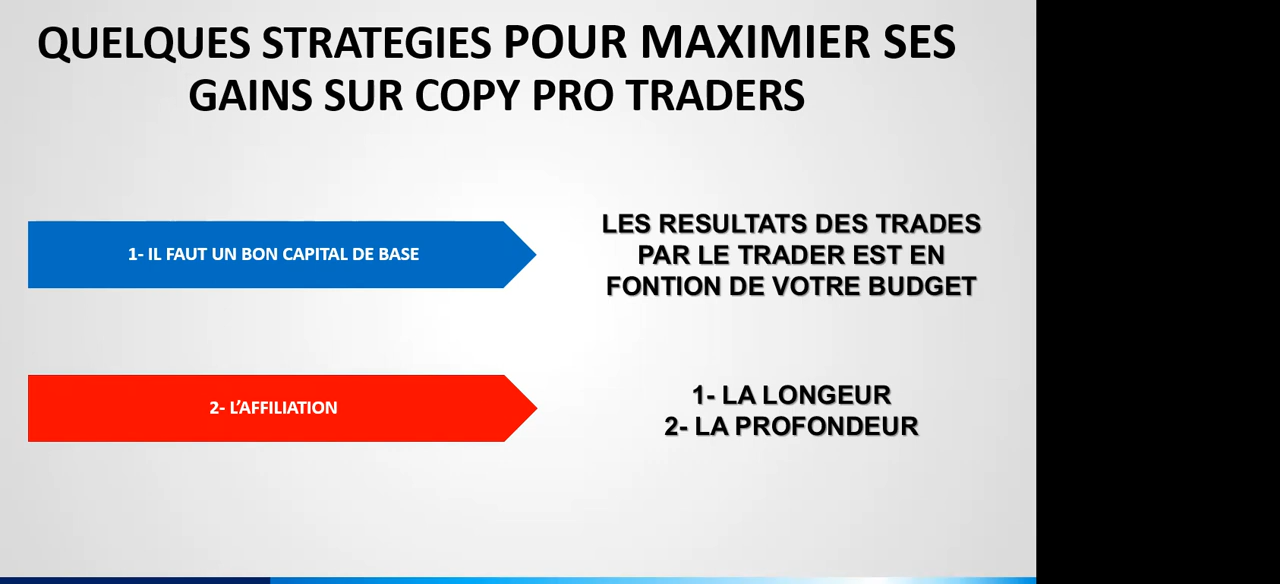 QUELQUES STRATEGIES POUR MAXIMIER SES
GAINS SUR COPY PRO TRADERS
1- IL FAUT UN BON CAPITAL DE BASE
LES RESULTATS DES TRADES
PAR LE TRADER EST EN
FONTION DE VOTRE BUDGET
2- L’AFFILIATION
1- LA LONGEUR
2- LA PROFONDEUR